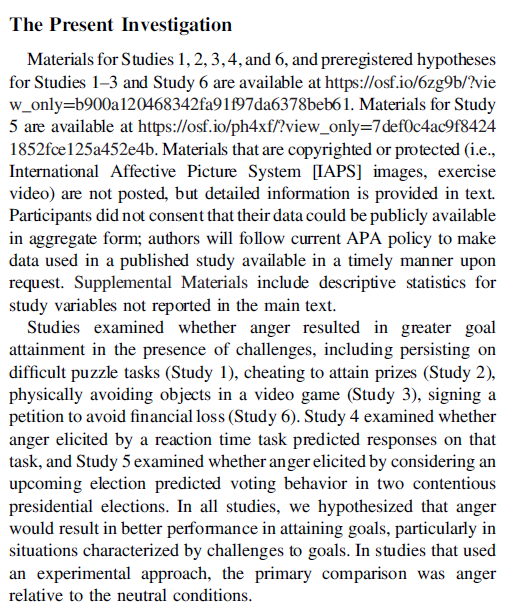 The Present Investigation
Materials for Studies 1, 2, 3, 4, and 6, and preregistered hypotheses
for Studies 1–3 and Study 6 are available at https://osf.io/6zg9b/?vie
w_only=b900a120468342fa91f97da6378beb61. Materials for Study
5 are available at https://osf.io/ph4xf/?view_only=7def0c4ac9f8424
1852fce125a452e4b. Materials that are copyrighted or protected (i.e.,
International Affective Picture System [IAPS] images, exercise
video) are not posted, but detailed information is provided in text.
Participants did not consent that their data could be publicly available
in aggregate form; authors will follow current APA policy to make
data used in a published study available in a timely manner upon
request. Supplemental Materials include descriptive statistics for
study variables not reported in the main text.
Studies examined whether anger resulted in greater goal
attainment in the presence of challenges, including persisting on
difficult puzzle tasks (Study 1), cheating to attain prizes (Study 2),
physically avoiding objects in a video game (Study 3), signing a
petition to avoid financial loss (Study 6). Study 4 examined whether
anger elicited by a reaction time task predicted responses on that
task, and Study 5 examined whether anger elicited by considering an
upcoming election predicted voting behavior in two contentious
presidential elections. In all studies, we hypothesized that anger
would result in better performance in attaining goals, particularly in
situations characterized by challenges to goals. In studies that used
an experimental approach, the primary comparison was anger
relative to the neutral conditions.